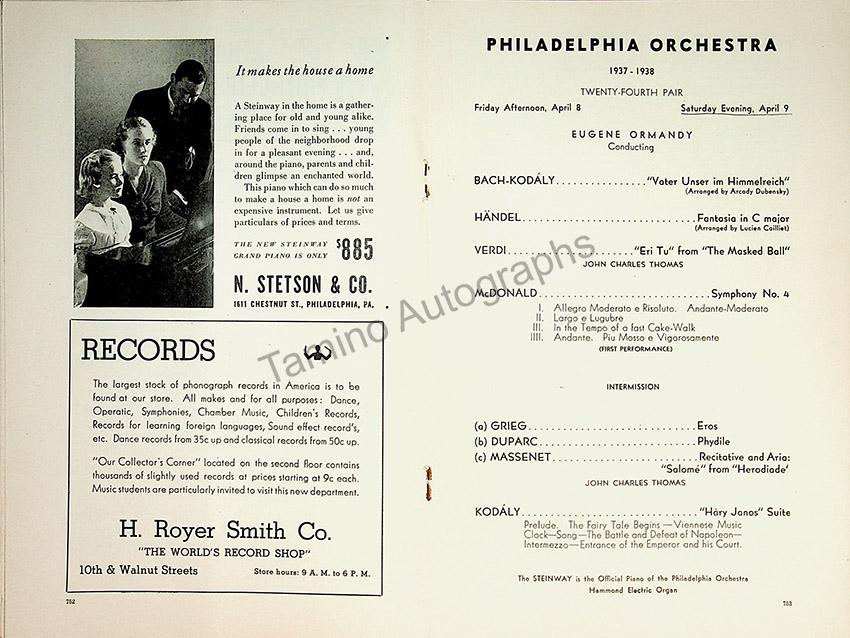 It makes the house a home
A Steinway in the home is a gather-
ing place for old and young alike.
Friends come in to sing . . . young
people of the neighborhood drop
in for a pleasant evening . . . and,
around the piano, parents and chil-
dren glimpse an enchanted world.
This piano which can do so much
to make a house a home is not an
expensive instrument. Let us give
particulars of prices and terms.
THE NEW STEINWAY
GRAND PIANO IS ONLY $885
N. STETSON & CO.
1611 CHESTNUT ST., PHILADELPHIA, PA.
RECORDS
The largest stock of phonograph records in America is to be
found at our store. All makes and for all purposes: Dance,
Operatic, Symphonies, Chamber Music, Children's Records,
Records for learning foreign languages, Sound effect record's,
etc. Dance records from 35c up and classical records from 50c up.
"Our Collector's Corner" located on the second floor contains
thousands of slightly used records at prices starting at 9c each.
Music students are particularly invited to visit this new department.
H. Royer Smith Co.
"THE WORLD'S RECORD SHOP"
10th & Walnut Streets Store hours: 9 A. M. to 6 P. M.
752
PHILADELPHIA ORCHESTRA
1937 - 1938
TWENTY-FOURTH PAIR
Friday Afternoon, April 8 Saturday Evening, April 9
EUGENE ORMANDY
Conducting
BACH-KODÁLY................"Vater Unser im Himmelreich"
(Arranged by Arcady Dubensky)
HÄNDEL..............................Fantasia in C major
(Arranged by Lucien Cailliet)
VERDI......................"Eri Tu" from "The Masked Ball"
JOHN CHARLES THOMAS
McDONALD..............................Symphony No. 4
I. Allegro Moderato e Risoluto. Andante-Moderato
II. Largo e Lugubre
III. In the Tempo of a fast Cake-Walk
IIII. Andante. Piu Mosso e Vigorosamente
(FIRST PERFORMANCE)
INTERMISSION
(a) GRIEG..............................Eros
(b) DUPARC..............................Phydile
(c) MASSENET..........................Recitative and Aria:
"Salomé" from "Herodiade'
JOHN CHARLES THOMAS
KODÁLY.............................."Háry Janos" Suite
Prelude. The Fairy Tale Begins—Viennese Music
Clock—Song—The Battle and Defeat of Napoleon—
Intermezzo—Entrance of the Emperor and his Court.
The STEINWAY is the Official Piano of the Philadelphia Orchestra
Hammond Electric Organ
753
Tamino Autographs